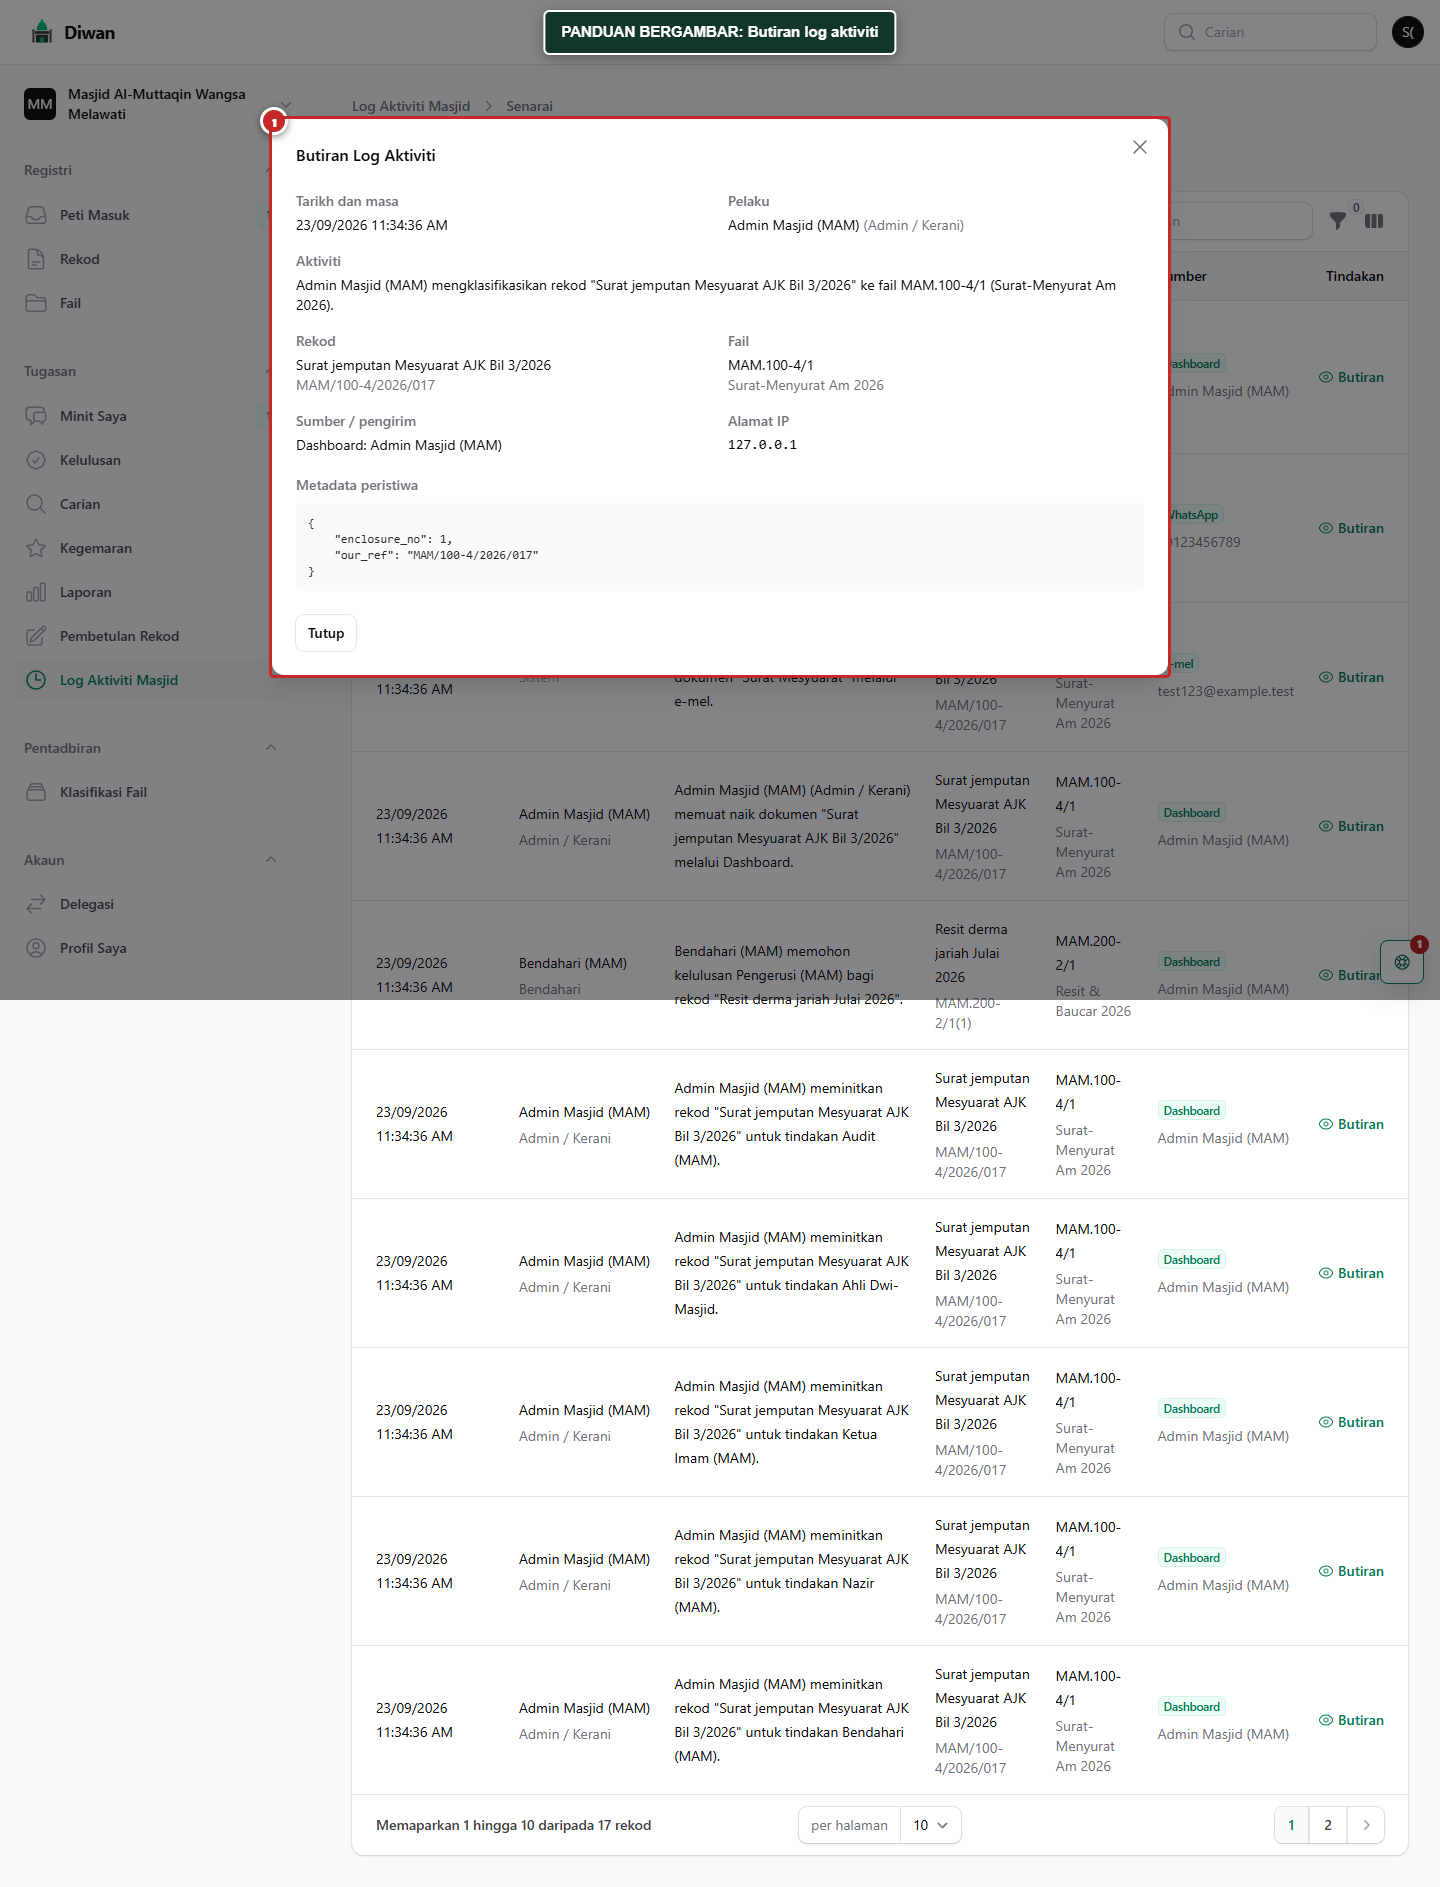 Diwan
PANDUAN BERGAMBAR: Butiran log aktiviti
Carian
S(
MM
Masjid Al-Muttaqin Wangsa
Melawati
Log Aktiviti Masjid
Senarai
Registri
Peti Masuk
Rekod
Fail
Tugasan
Minit Saya
Kelulusan
Carian
Kegemaran
Laporan
Pembetulan Rekod
Log Aktiviti Masjid
Pentadbiran
Klasifikasi Fail
Akaun
Delegasi
Profil Saya
1
Butiran Log Aktiviti
Tarikh dan masa
23/09/2026 11:34:36 AM
Pelaku
Admin Masjid (MAM) (Admin / Kerani)
Aktiviti
Admin Masjid (MAM) mengklasifikasikan rekod "Surat jemputan Mesyuarat AJK Bil 3/2026" ke fail MAM.100-4/1 (Surat-Menyurat Am
2026).
Rekod
Surat jemputan Mesyuarat AJK Bil 3/2026
MAM/100-4/2026/017
Fail
MAM.100-4/1
Surat-Menyurat Am 2026
Sumber / pengirim
Dashboard: Admin Masjid (MAM)
Alamat IP
127.0.0.1
Metadata peristiwa
{
"enclosure_no": 1,
"our_ref": "MAM/100-4/2026/017"
}
Tutup
0
Tindakan
Butiran
Butiran
test123@example.test
Butiran
11:34:36 AM
e-mel.
Bil 3/2026
MAM/100-
4/2026/017
Surat-
Menyurat
Am 2026
23/09/2026
11:34:36 AM
Admin Masjid (MAM)
Admin / Kerani
Admin Masjid (MAM) (Admin / Kerani)
memuat naik dokumen "Surat
jemputan Mesyuarat AJK Bil 3/2026"
melalui Dashboard.
Surat jemputan
Mesyuarat AJK
Bil 3/2026
MAM/100-
4/2026/017
MAM.100-
4/1
Surat-
Menyurat
Am 2026
Dashboard
Admin Masjid (MAM)
Butiran
23/09/2026
11:34:36 AM
Bendahari (MAM)
Bendahari
Bendahari (MAM) memohon
kelulusan Pengerusi (MAM) bagi
rekod "Resit derma jariah Julai 2026".
Resit derma
jariah Julai
2026
MAM.200-
2/1(1)
MAM.200-
2/1
Resit &
Baucar 2026
Dashboard
Admin Masjid (MAM)
Butiran
1
23/09/2026
11:34:36 AM
Admin Masjid (MAM)
Admin / Kerani
Admin Masjid (MAM) meminitkan
rekod "Surat jemputan Mesyuarat AJK
Bil 3/2026" untuk tindakan Audit
(MAM).
Surat jemputan
Mesyuarat AJK
Bil 3/2026
MAM/100-
4/2026/017
MAM.100-
4/1
Surat-
Menyurat
Am 2026
Dashboard
Admin Masjid (MAM)
Butiran
23/09/2026
11:34:36 AM
Admin Masjid (MAM)
Admin / Kerani
Admin Masjid (MAM) meminitkan
rekod "Surat jemputan Mesyuarat AJK
Bil 3/2026" untuk tindakan Ahli Dwi-
Masjid.
Surat jemputan
Mesyuarat AJK
Bil 3/2026
MAM/100-
4/2026/017
MAM.100-
4/1
Surat-
Menyurat
Am 2026
Dashboard
Admin Masjid (MAM)
Butiran
23/09/2026
11:34:36 AM
Admin Masjid (MAM)
Admin / Kerani
Admin Masjid (MAM) meminitkan
rekod "Surat jemputan Mesyuarat AJK
Bil 3/2026" untuk tindakan Ketua
Imam (MAM).
Surat jemputan
Mesyuarat AJK
Bil 3/2026
MAM/100-
4/2026/017
MAM.100-
4/1
Surat-
Menyurat
Am 2026
Dashboard
Admin Masjid (MAM)
Butiran
23/09/2026
11:34:36 AM
Admin Masjid (MAM)
Admin / Kerani
Admin Masjid (MAM) meminitkan
rekod "Surat jemputan Mesyuarat AJK
Bil 3/2026" untuk tindakan Nazir
(MAM).
Surat jemputan
Mesyuarat AJK
Bil 3/2026
MAM/100-
4/2026/017
MAM.100-
4/1
Surat-
Menyurat
Am 2026
Dashboard
Admin Masjid (MAM)
Butiran
23/09/2026
11:34:36 AM
Admin Masjid (MAM)
Admin / Kerani
Admin Masjid (MAM) meminitkan
rekod "Surat jemputan Mesyuarat AJK
Bil 3/2026" untuk tindakan Bendahari
(MAM).
Surat jemputan
Mesyuarat AJK
Bil 3/2026
MAM/100-
4/2026/017
MAM.100-
4/1
Surat-
Menyurat
Am 2026
Dashboard
Admin Masjid (MAM)
Butiran
Memaparkan 1 hingga 10 daripada 17 rekod
per halaman
10
1
2